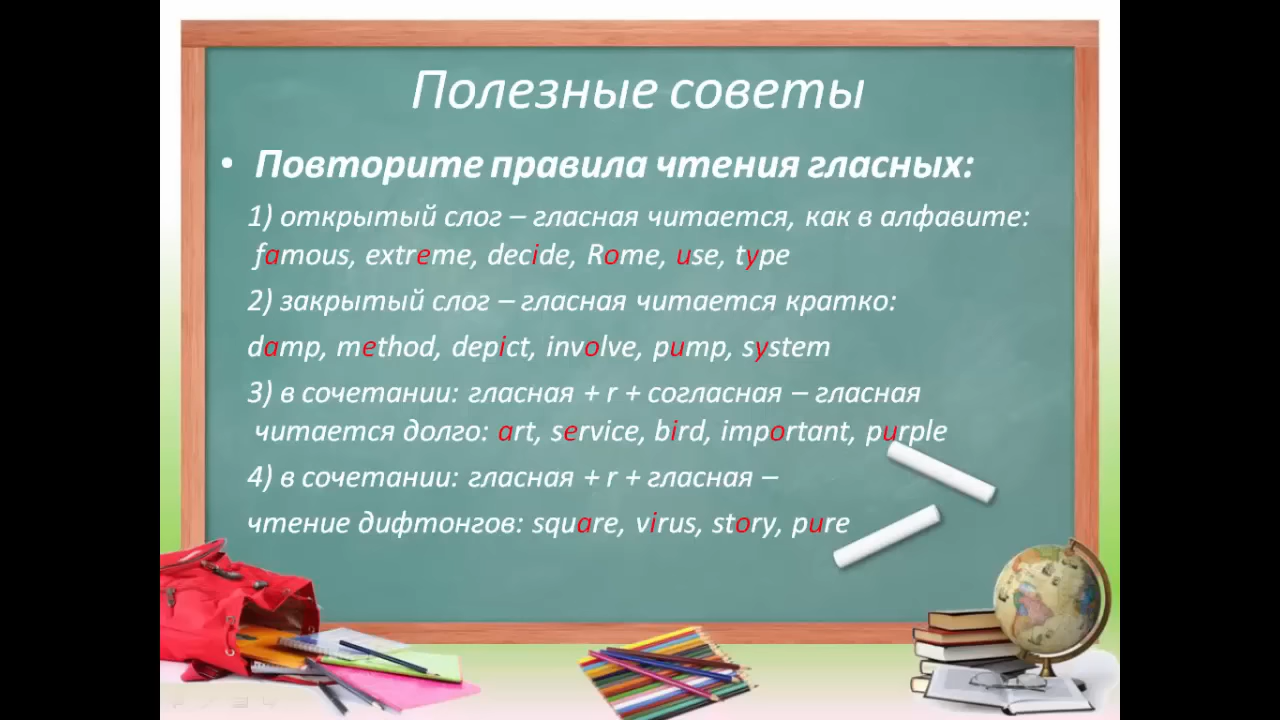 Полезные советы
• Повторите правила чтения гласных:
1) открытый слог – гласная читается, как в алфавите:
famous, extreme, decide, Rome, use, type
2) закрытый слог – гласная читается кратко:
damp, method, depict, involve, pump, system
3) в сочетании: гласная + r + согласная – гласная
читается долго: art, service, bird, important, purple
4) в сочетании: гласная + r + гласная –
чтение дифтонгов: square, virus, story, pure